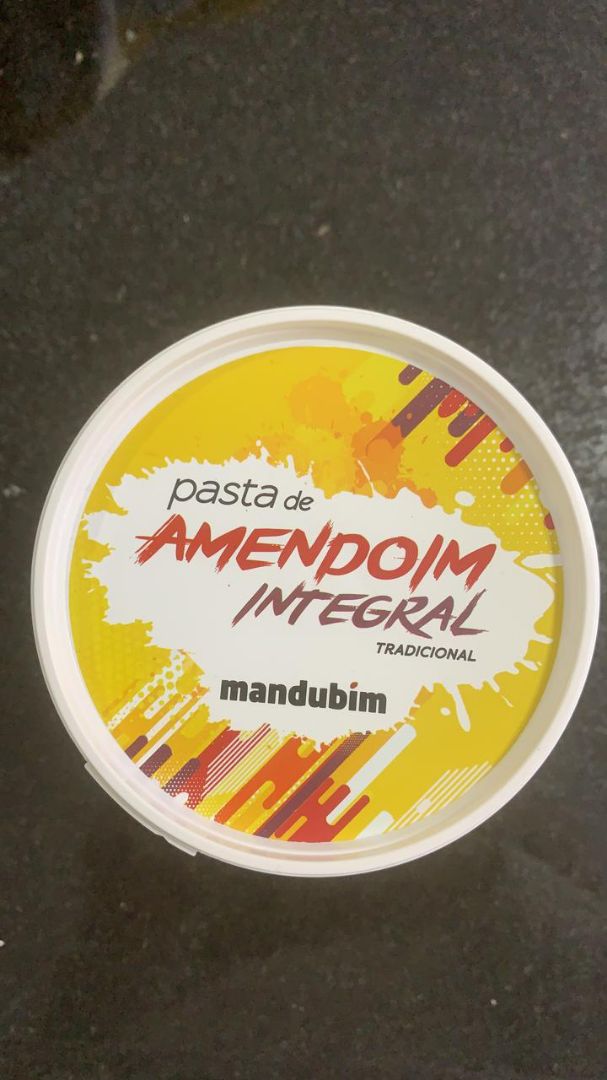 pasta de
AMENDOIM
INTEGRAL
TRADICIONAL
mandubim